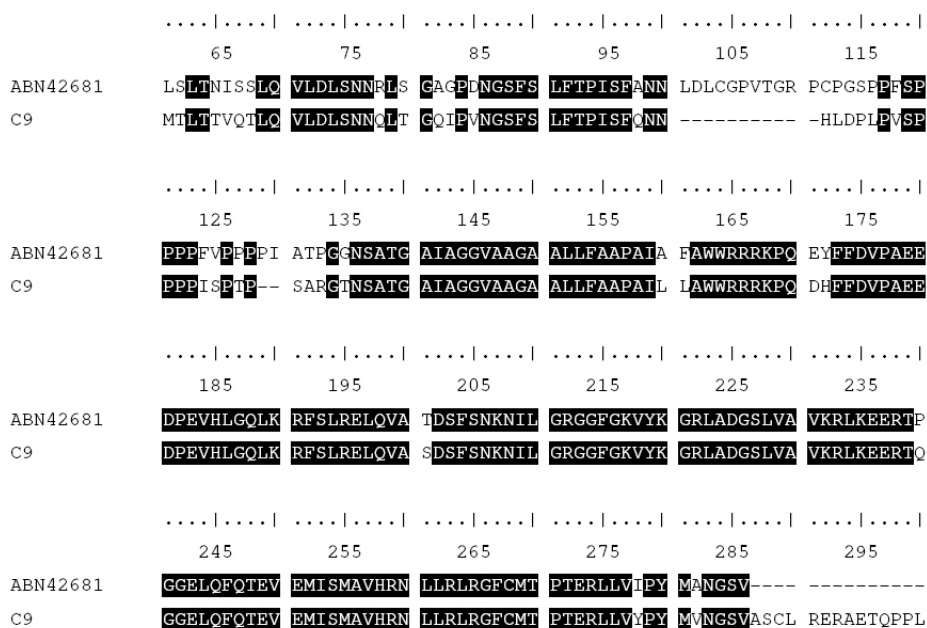 ....|....| ....|....| ....|....| ....|....| ....|....| ....|....|
65 75 85 95 105 115
ABN42681 LSLTNISSLQ VLDLSNNRLS GAGPDNGSFS LFTPISFANN LDLCGPVTGR PCPGSPPFSP
C9 MTLTTVQTLQ VLDLSNNQLT GQIPVNGSFS LFTPISFQNN ---------- -HLDPLPVSP
....|....| ....|....| ....|....| ....|....| ....|....| ....|....|
125 135 145 155 165 175
ABN42681 PPPFVPPPPI ATPGGNSATG AIAGGVAAGA ALLFAAPAIA FAWWRRRKPQ EYFFDVPAEE
C9 PPPISPTP-- SARGTNSATG AIAGGVAAGA ALLFAAPAIL LAWWRRRKPQ DHFFDVPAEE
....|....| ....|....| ....|....| ....|....| ....|....| ....|....|
185 195 205 215 225 235
ABN42681 DPEVHLGQLK RFSLRELQVA TDSFSNKNIL GRGGFGKVYK GRLADGSLVA VKRLKEERTP
C9 DPEVHLGQLK RFSLRELQVA SDSFSNKNIL GRGGFGKVYK GRLADGSLVA VKRLKEERTQ
....|....| ....|....| ....|....| ....|....| ....|....| ....|....|
245 255 265 275 285 295
ABN42681 GGELQFQTEV EMISMAVHRN LLRLRGFCMT PTERLLVIPY MANGSV---- ----------
C9 GGELQFQTEV EMISMAVHRN LLRLRGFCMT PTERLLVYPY MVNGSVASCL RERAETQPPL